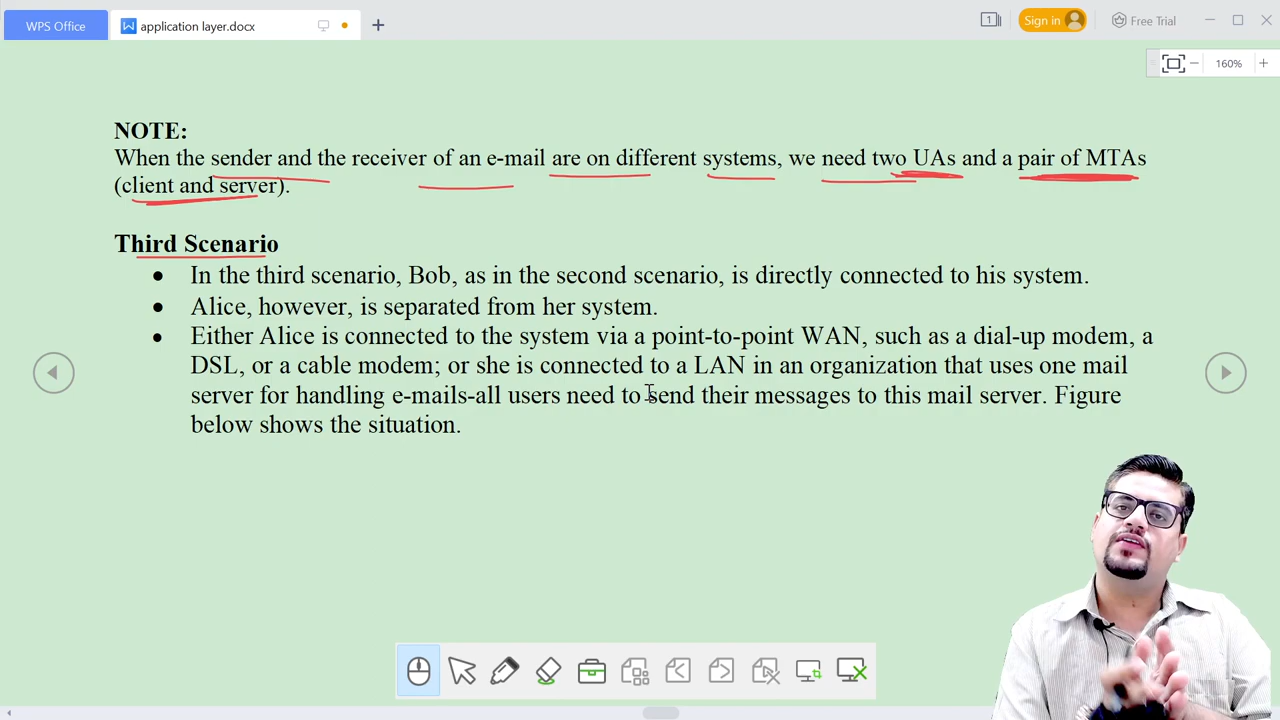 WPS Office
application layer.docx
1
Sign in
Free Trial
160%
NOTE:
When the sender and the receiver of an e-mail are on different systems, we need two UAs and a pair of MTAs
(client and server).
Third Scenario
• In the third scenario, Bob, as in the second scenario, is directly connected to his system.
• Alice, however, is separated from her system.
• Either Alice is connected to the system via a point-to-point WAN, such as a dial-up modem, a
DSL, or a cable modem; or she is connected to a LAN in an organization that uses one mail
server for handling e-mails-all users need to send their messages to this mail server. Figure
below shows the situation.